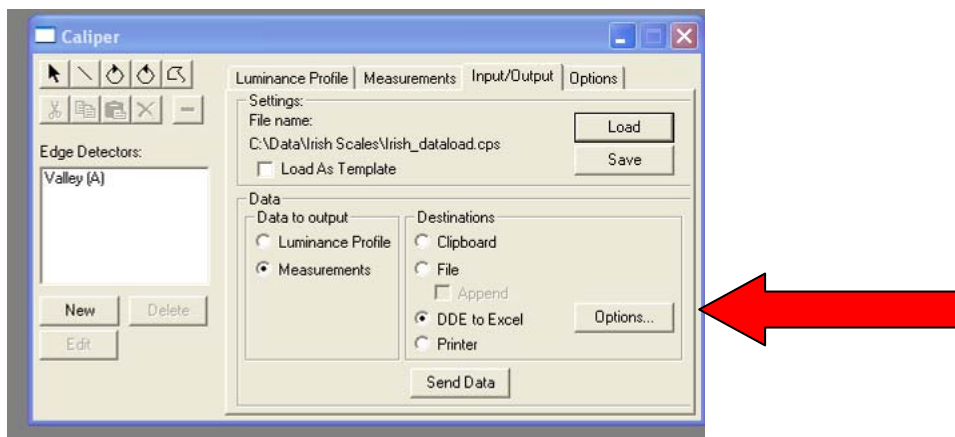 Caliper
Luminance Profile
Measurements
Input/Output
Options
Edge Detectors:
Valley (A)
New
Delete
Edit
Settings:
File name:
C:\Data\Irish Scales\Irish_dataload.cps
Load As Template
Load
Save
Data
Data to output
Luminance Profile
Measurements
Destinations
Clipboard
File
Append
DDE to Excel
Printer
Options...
Send Data